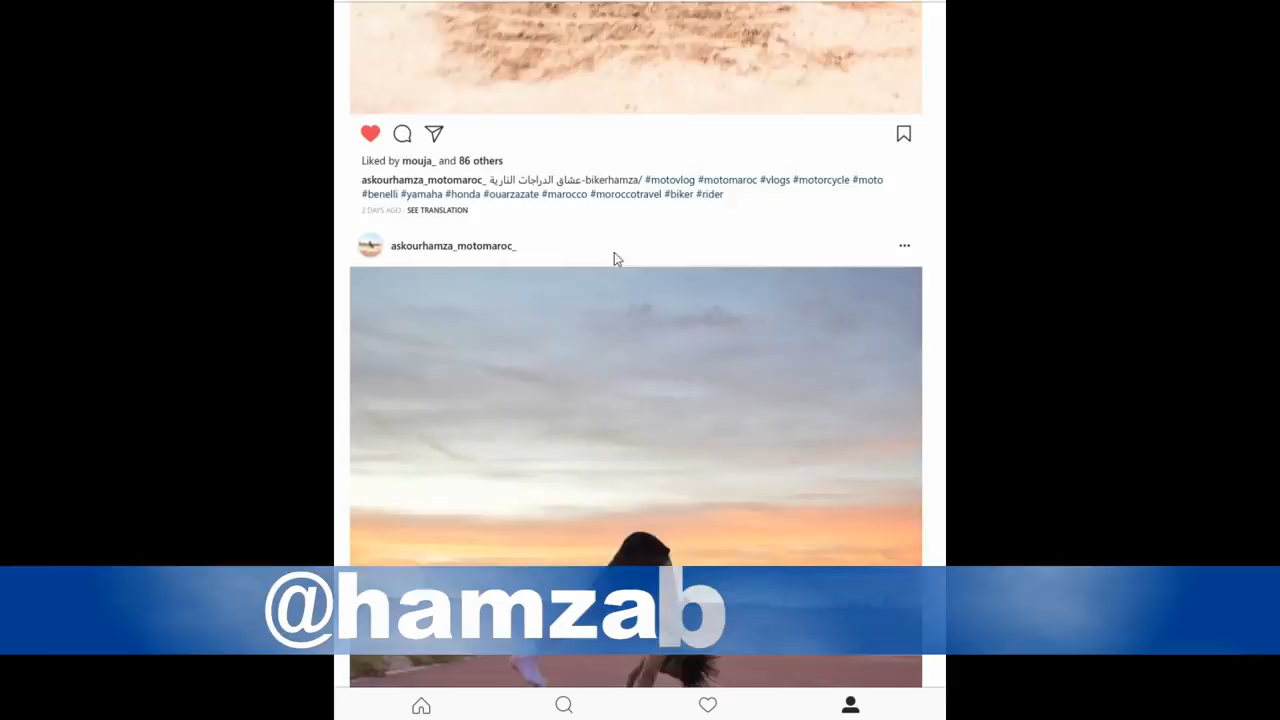 Liked by mouja_ and 86 others
askourhamza_motomaroc_ عشاق الدراجات النارية-bikerhamza/ #motovlog #motomaroc #vlogs #motorcycle #moto
#benelli #yamaha #honda #ouarzazate #marocco #moroccotravel #biker #rider
2 DAYS AGO · SEE TRANSLATION
askourhamza_motomaroc_
@hamzab